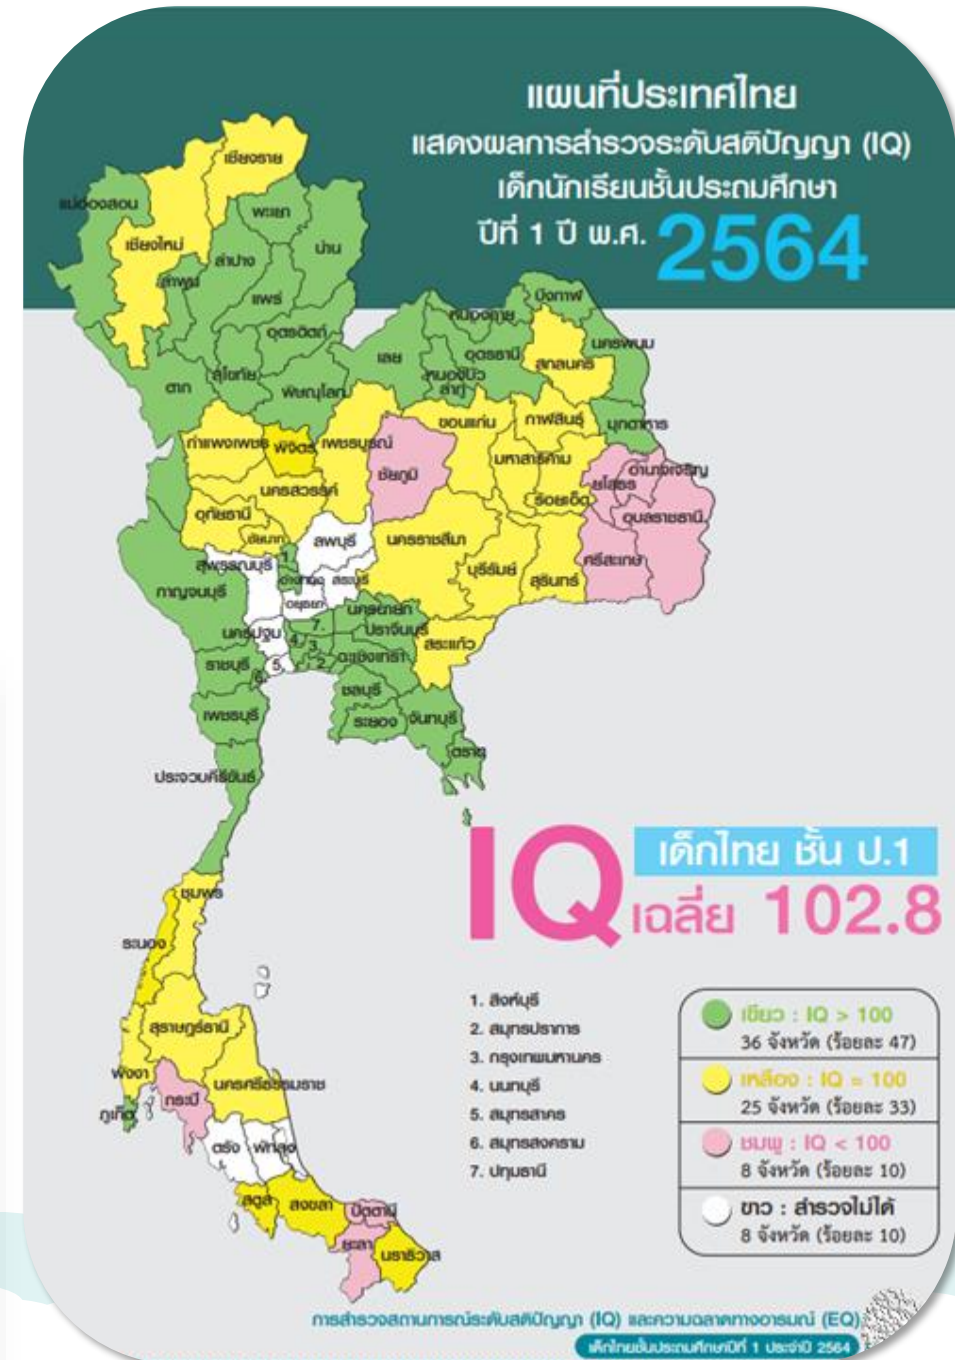 แผนที่ประเทศไทย
แสดงผลการสำรวจระดับสติปัญญา (IQ)
เด็กนักเรียนชั้นประถมศึกษา
ปีที่ 1 ปี พ.ศ. 2564
เชียงราย
แม่ฮ่องสอน
พะเยา
เชียงใหม่
น่าน
ลำปาง
ลำพูน
แพร่
บึงกาฬ
หนองคาย
อุตรดิตถ์
นครพนม
เลย
อุดรธานี
สกลนคร
หนองบัว
ลำภู
ตาก
สุโขทัย
พิษณุโลก
ขอนแก่น
กาฬสินธุ์
มุกดาหาร
กำแพงเพชร
พิจิตร
เพชรบูรณ์
ชัยภูมิ
มหาสารคาม
อำนาจเจริญ
ยโสธร
นครสวรรค์
ร้อยเอ็ด
อุทัยธานี
อุบลราชธานี
ชัยนาท
ลพบุรี
นครราชสีมา
1.
สุพรรณบุรี
บุรีรัมย์
สุรินทร์
ศรีสะเกษ
อ่างทอง
สระบุรี
กาญจนบุรี
อยุธยา
นครนายก
7.
ปราจีนบุรี
นครปฐม
4.
3.
สระแก้ว
ราชบุรี
5.
2.
ฉะเชิงเทรา
6.
ชลบุรี
เพชรบุรี
ระยอง
จันทบุรี
ตราด
ประจวบคีรีขันธ์
IQ เด็กไทย ชั้น ป.1
เฉลี่ย 102.8
ชุมพร
ระนอง
สุราษฎร์ธานี
พังงา
นครศรีธรรมราช
กระบี่
ภูเก็ต
ตรัง
พัทลุง
สตูล
สงขลา
ปัตตานี
ยะลา
นราธิวาส
1. สิงห์บุรี
2. สมุทรปราการ
3. กรุงเทพมหานคร
4. นนทบุรี
5. สมุทรสาคร
6. สมุทรสงคราม
7. ปทุมธานี
เขียว : IQ > 100
36 จังหวัด (ร้อยละ 47)
เหลือง : IQ = 100
25 จังหวัด (ร้อยละ 33)
ชมพู : IQ < 100
8 จังหวัด (ร้อยละ 10)
ขาว : สำรวจไม่ได้
8 จังหวัด (ร้อยละ 10)
การสำรวจสถานการณ์ระดับสติปัญญา (IQ) และความฉลาดทางอารมณ์ (EQ)
เด็กไทยชั้นประถมศึกษาปีที่ 1 ประจำปี 2564